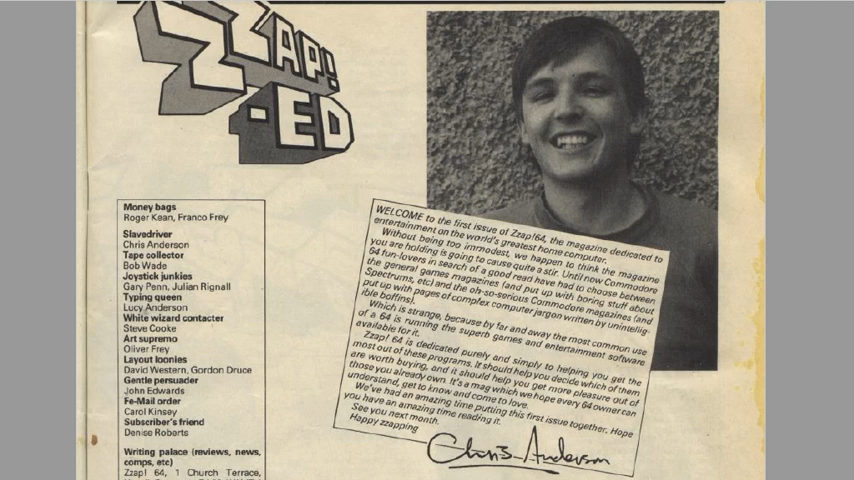 ZZAP!
-ED
Money bags
Roger Kean, Franco Frey
Slavedriver
Chris Anderson
Tape collector
Bob Wade
Joystick junkies
Gary Penn, Julian Rignall
Typing queen
Lucy Anderson
White wizard contacter
Steve Cooke
Art supremo
Oliver Frey
Layout loonies
David Western, Gordon Druce
Gentle persuader
John Edwards
Fe-Mail order
Carol Kinsey
Subscriber's friend
Denise Roberts
Writing palace (reviews, news,
comps, etc)
Zzap! 64, 1 Church Terrace,
WELCOME to the first issue of Zzap!64, the magazine dedicated to
entertainment on the world's greatest home computer.
Without being too immodest, we happen to think the magazine
you are holding is going to cause quite a stir. Until now Commodore
64 fun-lovers in search of a good read have had to choose between
the general games magazines (and put up with boring stuff about
Spectrums, etc) and the oh-so-serious Commodore magazines (and
put up with pages of complex computer jargon written by unintellig-
ible boffins).
Which is strange, because by far and away the most common use
of a 64 is running the superb games and entertainment software
available for it.
Zzap! 64 is dedicated purely and simply to helping you get the
most out of these programs. It should help you decide which of them
are worth buying, and it should help you get more pleasure out of
those you already own. It's a mag which we hope every 64 owner can
understand, get to know and come to love.
We've had an amazing time putting this first issue together. Hope
you have an amazing time reading it.
See you next month.
Happy zzapping
Chris Anderson